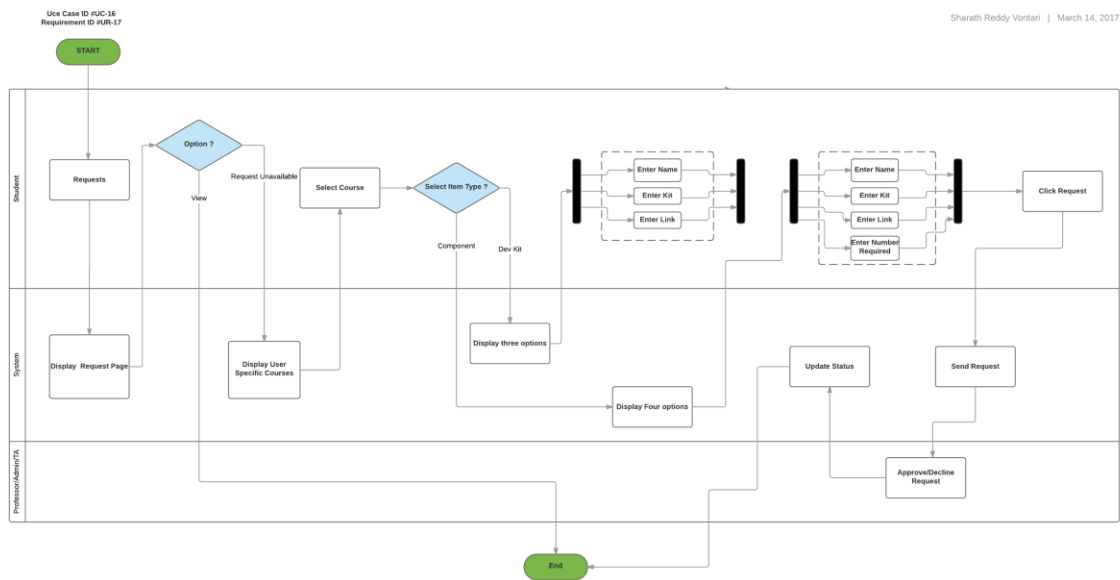 Uce Case ID #UC-16
Requirement ID #UR-17
Sharath Reddy Vontari | March 14, 2017
START
Student
Requests
Option ?
Request Unavailable
View
Select Course
Select Item Type ?
Component
Dev Kit
Enter Name
Enter Kit
Enter Link
Enter Name
Enter Kit
Enter Link
Enter Number
Required
Click Request
System
Display Request Page
Display User
Specific Courses
Display three options
Display Four options
Update Status
Send Request
Professor/Admin/TA
Approve/Decline
Request
End